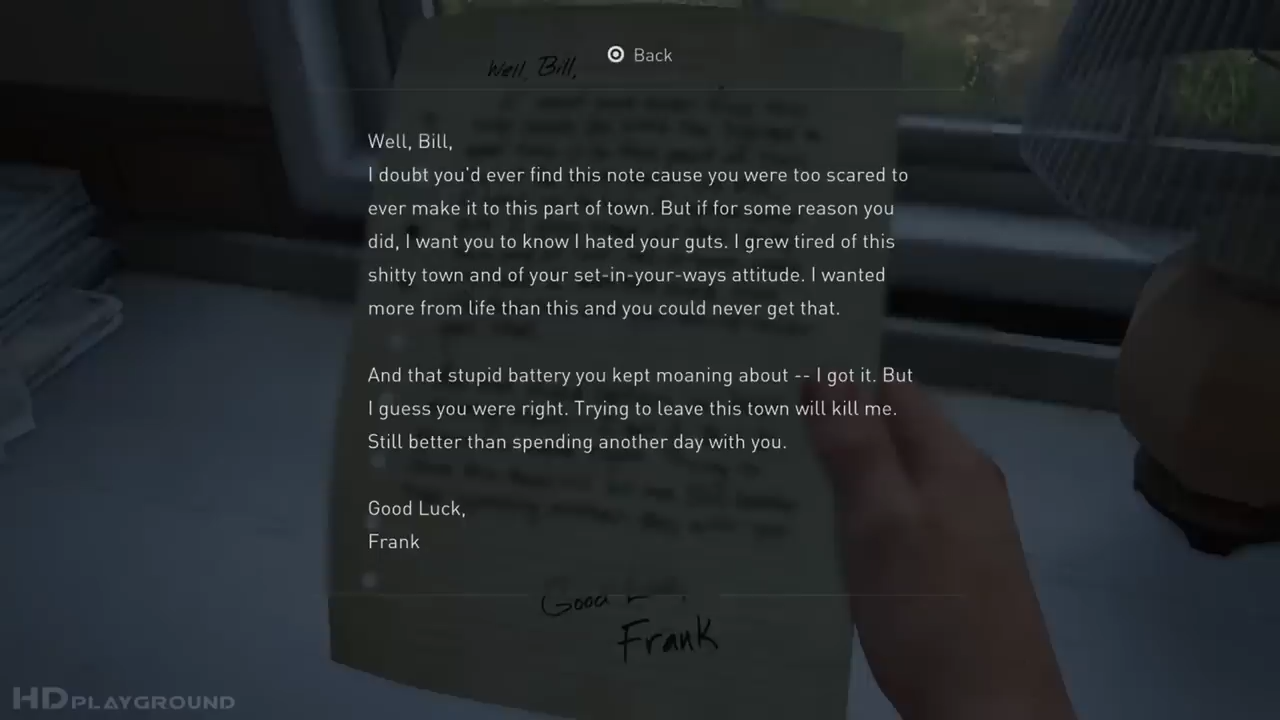 Back
Well, Bill,
Well, Bill,
I doubt you'd ever find this note cause you were too scared to
ever make it to this part of town. But if for some reason you
did, I want you to know I hated your guts. I grew tired of this
shitty town and of your set-in-your-ways attitude. I wanted
more from life than this and you could never get that.
And that stupid battery you kept moaning about -- I got it. But
I guess you were right. Trying to leave this town will kill me.
Still better than spending another day with you.
Good Luck,
Frank
Good
Frank
HD PLAYGROUND